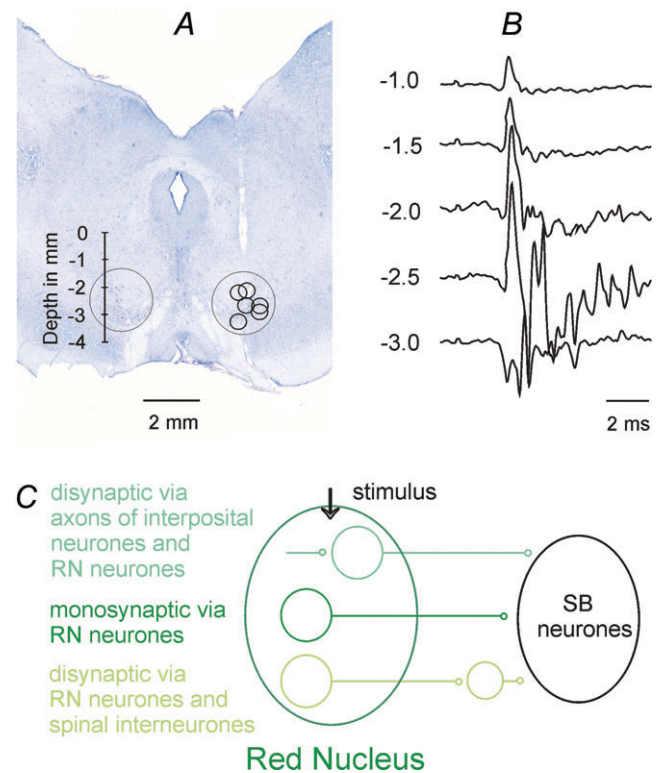 A
Depth in mm
0
-1
-2
-3
-4
2 mm
B
-1.0
-1.5
-2.0
-2.5
-3.0
2 ms
C
disynaptic via
axons of interposital
neurones and
RN neurones
stimulus
monosynaptic via
RN neurones
SB
neurones
disynaptic via
RN neurones and
spinal interneurones
Red Nucleus